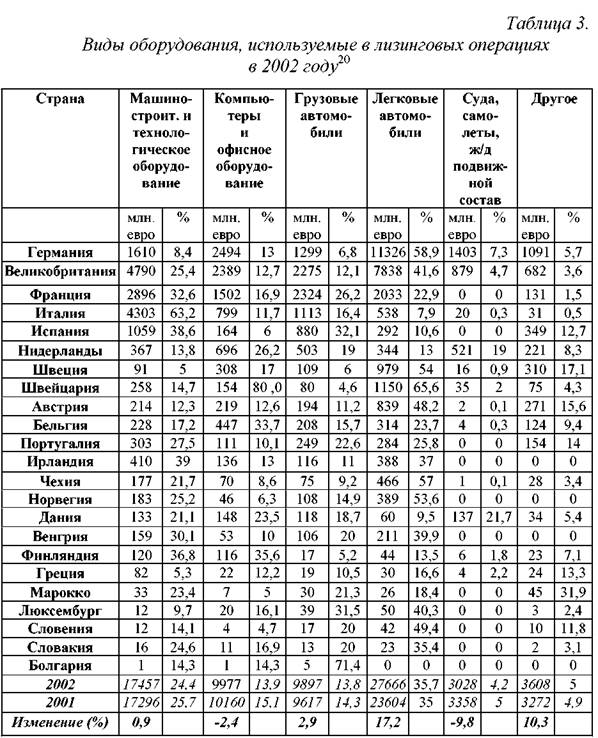 Таблица 3.
Виды оборудования, используемые в лизинговых операциях
в 2002 году20
Страна Машино-строит. и техноло-гическое оборудо-вание Компью-теры и офисное оборудо-вание Грузовые автомо-били Легковые автомо-били Суда, само-леты, ж/д подвиж-ной состав Другое
млн. евро % млн. евро % млн. евро % млн. евро % млн. евро % млн. евро %
Германия 1610 8,4 2494 13 1299 6,8 11326 58,9 1403 7,3 1091 5,7
Великобритания 4790 25,4 2389 12,7 2275 12,1 7838 41,6 879 4,7 682 3,6
Франция 2896 32,6 1502 16,9 2324 26,2 2033 22,9 0 0 131 1,5
Италия 4303 63,2 799 11,7 1113 16,4 538 7,9 20 0,3 31 0,5
Испания 1059 38,6 164 6 880 32,1 292 10,6 0 0 349 12,7
Нидерланды 367 13,8 696 26,2 503 19 344 13 521 19 221 8,3
Швеция 91 5 308 17 109 6 979 54 16 0,9 310 17,1
Швейцария 258 14,7 154 80 ,0 80 4,6 1150 65,6 35 2 75 4,3
Австрия 214 12,3 219 12,6 194 11,2 839 48,2 2 0,1 271 15,6
Бельгия 228 17,2 447 33,7 208 15,7 314 23,7 4 0,3 124 9,4
Португалия 303 27,5 111 10,1 249 22,6 284 25,8 0 0 154 14
Ирландия 410 39 136 13 116 11 388 37 0 0 0 0
Чехия 177 21,7 70 8,6 75 9,2 466 57 1 0,1 28 3,4
Норвегия 183 25,2 46 6,3 108 14,9 389 53,6 0 0 0 0
Дания 133 21,1 148 23,5 118 18,7 60 9,5 137 21,7 34 5,4
Венгрия 159 30,1 53 10 106 20 211 39,9 0 0 0 0
Финляндия 120 36,8 116 35,6 17 5,2 44 13,5 6 1,8 23 7,1
Греция 82 5,3 22 12,2 19 10,5 30 16,6 4 2,2 24 13,3
Марокко 33 23,4 7 5 30 21,3 26 18,4 0 0 45 31,9
Люксембург 12 9,7 20 16,1 39 31,5 50 40,3 0 0 3 2,4
Словения 12 14,1 4 4,7 17 20 42 49,4 0 0 10 11,8
Словакия 16 24,6 11 16,9 13 20 23 35,4 0 0 2 3,1
Болгария 1 14,3 1 14,3 5 71,4 0 0 0 0 0 0
2002 17457 24,4 9977 13,9 9897 13,8 27666 35,7 3028 4,2 3608 5
2001 17296 25,7 10160 15,1 9617 14,3 23604 35 3358 5 3272 4,9
Изменение (%) 0,9 -2,4 2,9 17,2 -9,8 10,3